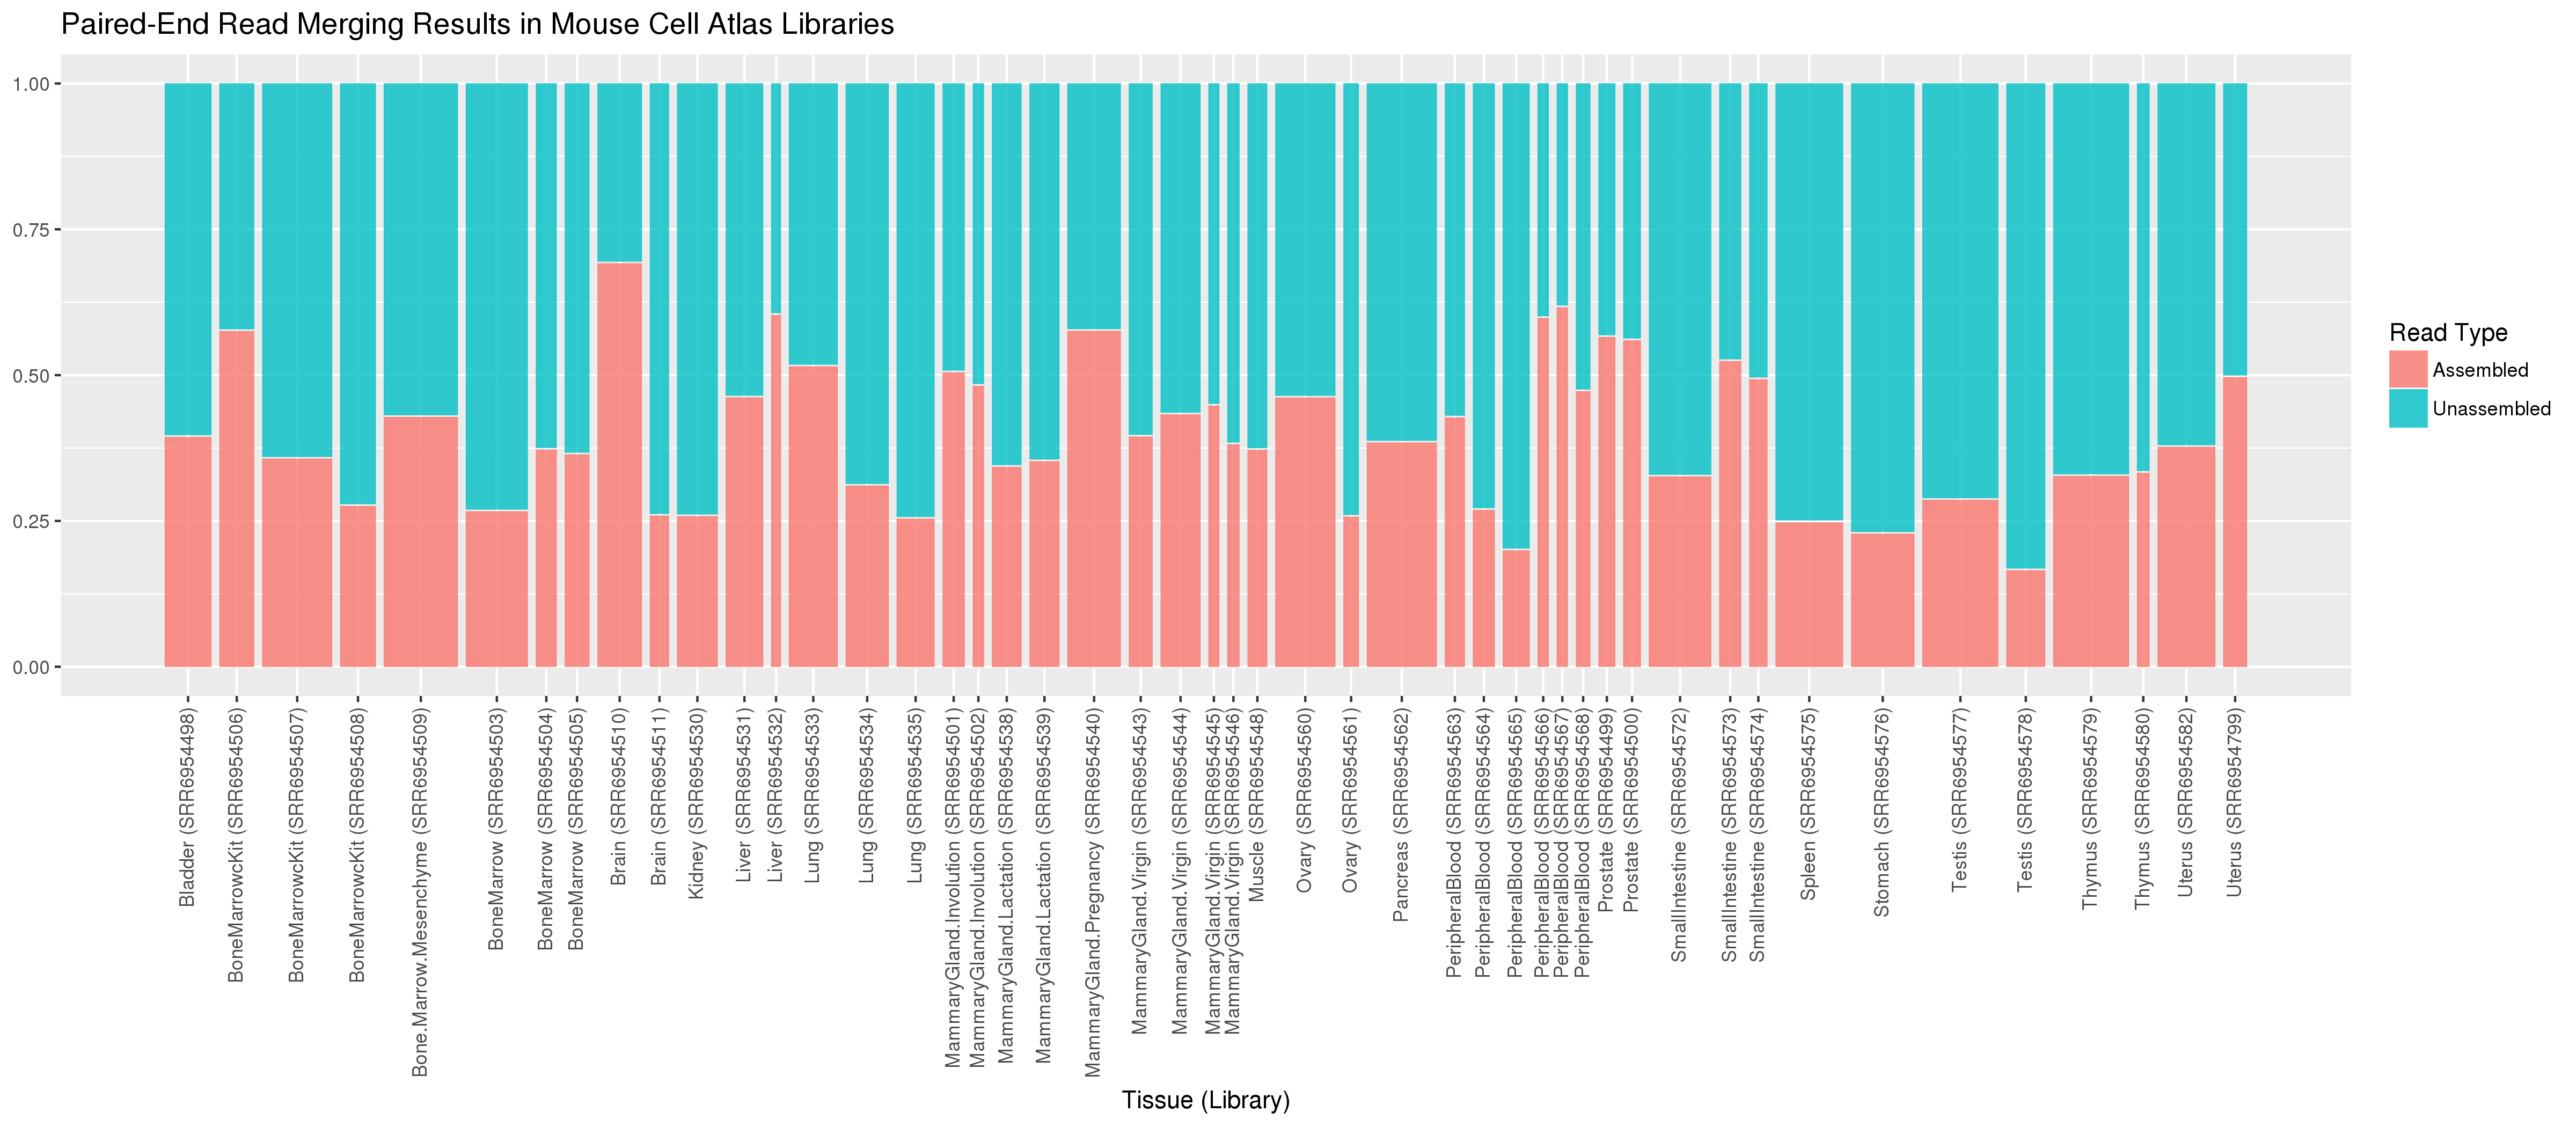 Paired-End Read Merging Results in Mouse Cell Atlas Libraries
1.00
0.75
0.50
0.25
0.00
Read Type
Assembled
Unassembled
Bladder (SRR6954498)
BoneMarrowcKit (SRR6954506)
BoneMarrowcKit (SRR6954507)
BoneMarrowcKit (SRR6954508)
Bone.Marrow.Mesenchyme (SRR6954509)
BoneMarrow (SRR6954503)
BoneMarrow (SRR6954504)
BoneMarrow (SRR6954505)
Brain (SRR6954510)
Brain (SRR6954511)
Kidney (SRR6954530)
Liver (SRR6954531)
Liver (SRR6954532)
Lung (SRR6954533)
Lung (SRR6954534)
Lung (SRR6954535)
MammaryGland.Involution (SRR6954501)
MammaryGland.Involution (SRR6954502)
MammaryGland.Lactation (SRR6954538)
MammaryGland.Lactation (SRR6954539)
MammaryGland.Pregnancy (SRR6954540)
MammaryGland.Virgin (SRR6954543)
MammaryGland.Virgin (SRR6954544)
MammaryGland.Virgin (SRR6954545)
MammaryGland.Virgin (SRR6954546)
Muscle (SRR6954548)
Ovary (SRR6954560)
Ovary (SRR6954561)
Pancreas (SRR6954562)
PeripheralBlood (SRR6954563)
PeripheralBlood (SRR6954564)
PeripheralBlood (SRR6954565)
PeripheralBlood (SRR6954566)
PeripheralBlood (SRR6954567)
PeripheralBlood (SRR6954568)
Prostate (SRR6954499)
Prostate (SRR6954500)
SmallIntestine (SRR6954572)
SmallIntestine (SRR6954573)
SmallIntestine (SRR6954574)
Spleen (SRR6954575)
Stomach (SRR6954576)
Testis (SRR6954577)
Testis (SRR6954578)
Thymus (SRR6954579)
Thymus (SRR6954580)
Uterus (SRR6954582)
Uterus (SRR6954799)
Tissue (Library)